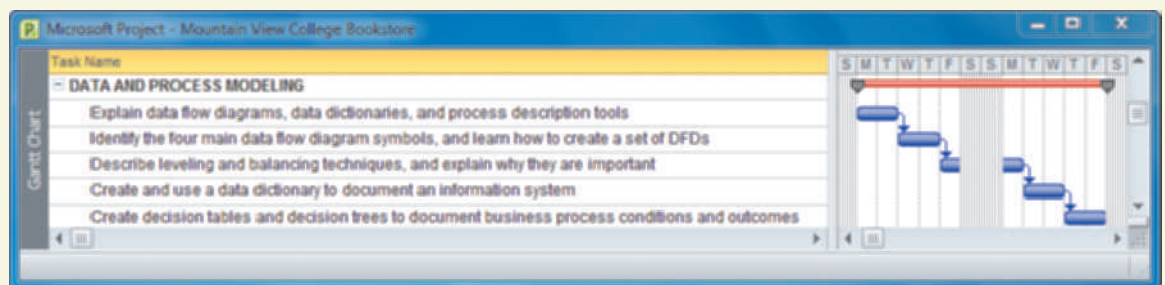 Microsoft Project - Mountain View College Bookstore
Task Name
S M T W T F S S M T W T F S
DATA AND PROCESS MODELING
Explain data flow diagrams, data dictionaries, and process description tools
Identify the four main data flow diagram symbols, and learn how to create a set of DFDs
Describe leveling and balancing techniques, and explain why they are important
Create and use a data dictionary to document an information system
Create decision tables and decision trees to document business process conditions and outcomes
Gantt Chart